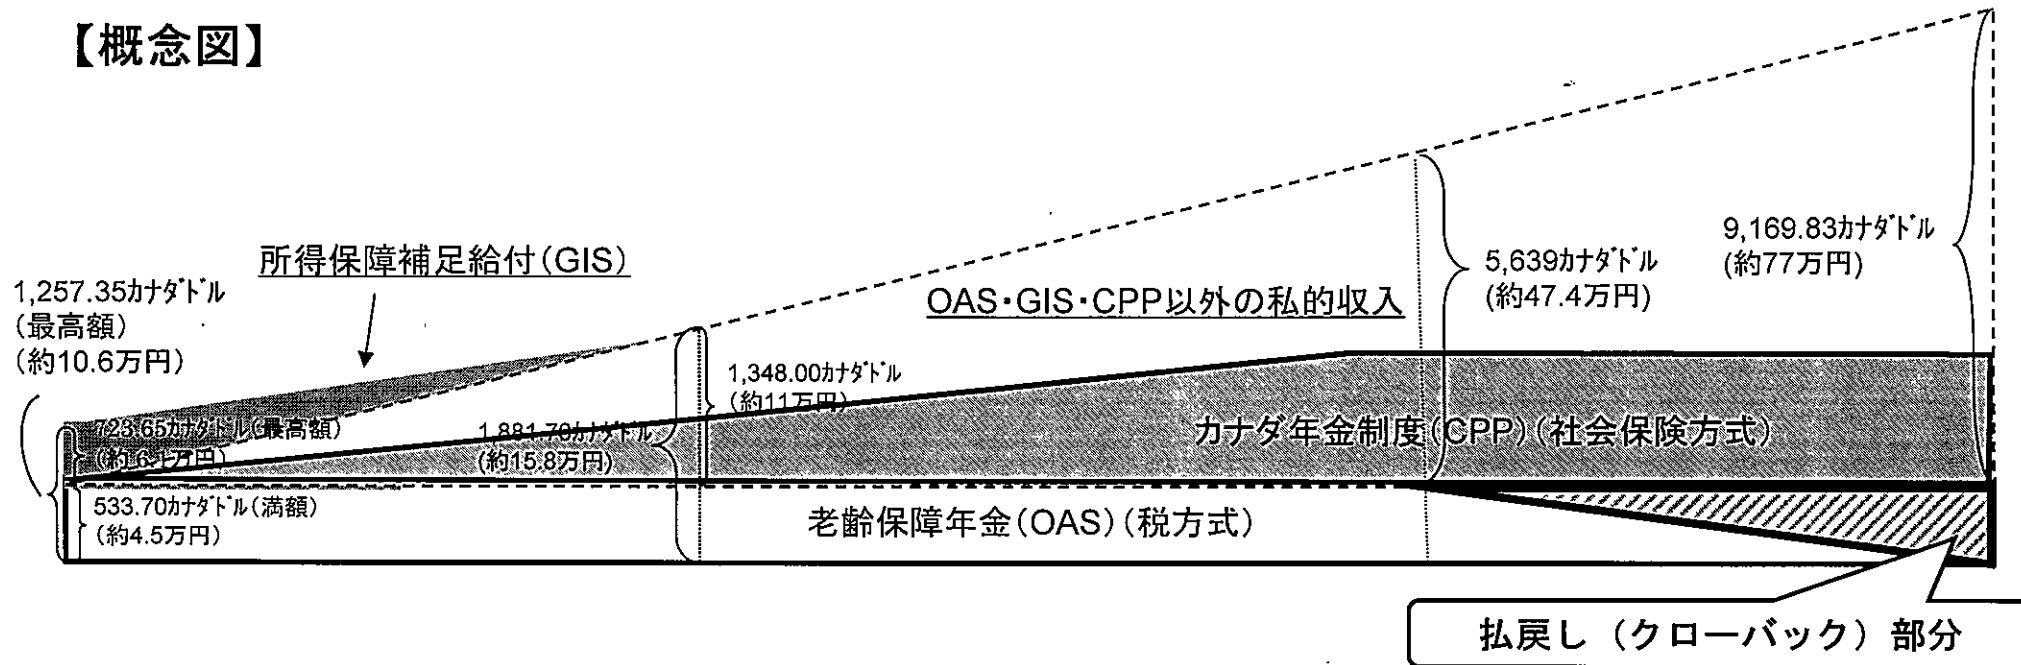 【概念図】
所得保障補足給付(GIS)
1,257.35カナダドル
(最高額)
(約10.6万円)
723.65カナダドル(最高額)
533.70カナダドル(満額)
(約4.5万円)
1,881.70カナダドル
(約15.8万円)
1,348.00カナダドル
(約11万円)
OAS・GIS・CPP以外の私的収入
5,639カナダドル
(約47.4万円)
9,169.83カナダドル
(約77万円)
カナダ年金制度(CPP)(社会保険方式)
老齢保障年金(OAS)(税方式)
払戻し(クローバック)部分